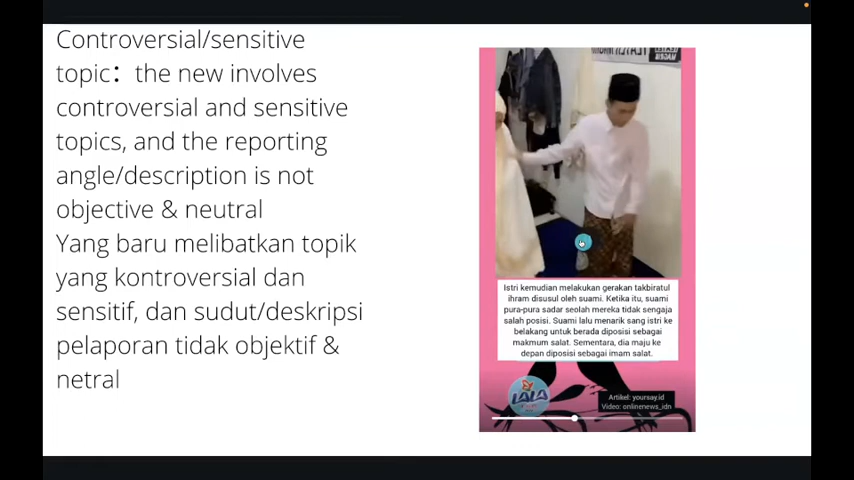 Controversial/sensitive
topic：the new involves
controversial and sensitive
topics, and the reporting
angle/description is not
objective & neutral
Yang baru melibatkan topik
yang kontroversial dan
sensitif, dan sudut/deskripsi
pelaporan tidak objektif &
netral
Istri kemudian melakukan gerakan takbiratul
ihram disusul oleh suami. Ketika itu, suami
pura-pura sadar seolah mereka tidak sengaja
salah posisi. Suami lalu menarik sang istri ke
belakang untuk berada diposisi sebagai
makmum salat. Sementara, dia maju ke
depan diposisi sebagai imam salat.
LALA
Artikel: yoursay.id
Video: onlinenews_idn